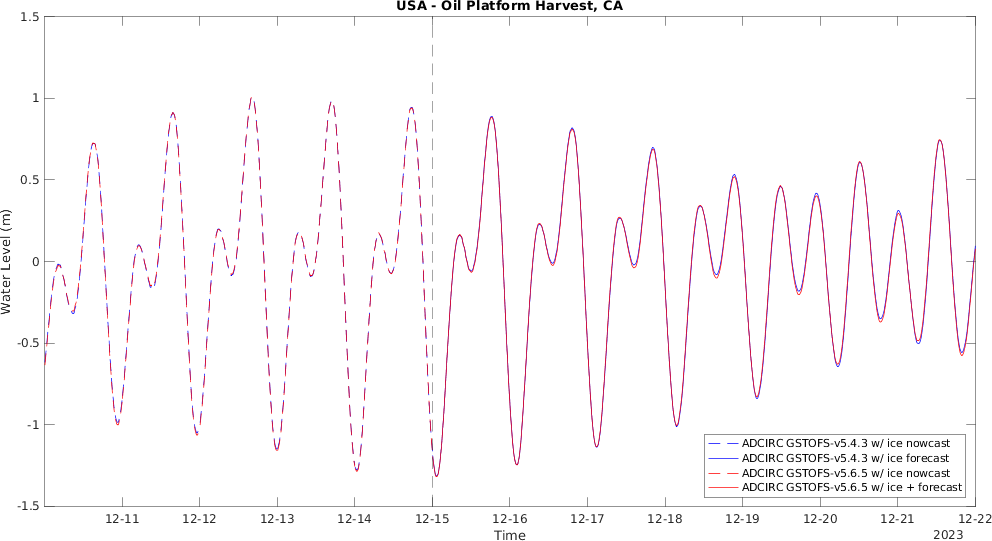 USA - Oil Platform Harvest, CA
1.5
1
0.5
0
-0.5
-1
-1.5
Water Level (m)
12-11 12-12 12-13 12-14 12-15 12-16 12-17 12-18 12-19 12-20 12-21 12-22
Time
2023
ADCIRC GSTOFS-v5.4.3 w/ ice nowcast
ADCIRC GSTOFS-v5.4.3 w/ ice forecast
ADCIRC GSTOFS-v5.6.5 w/ ice nowcast
ADCIRC GSTOFS-v5.6.5 w/ ice + forecast